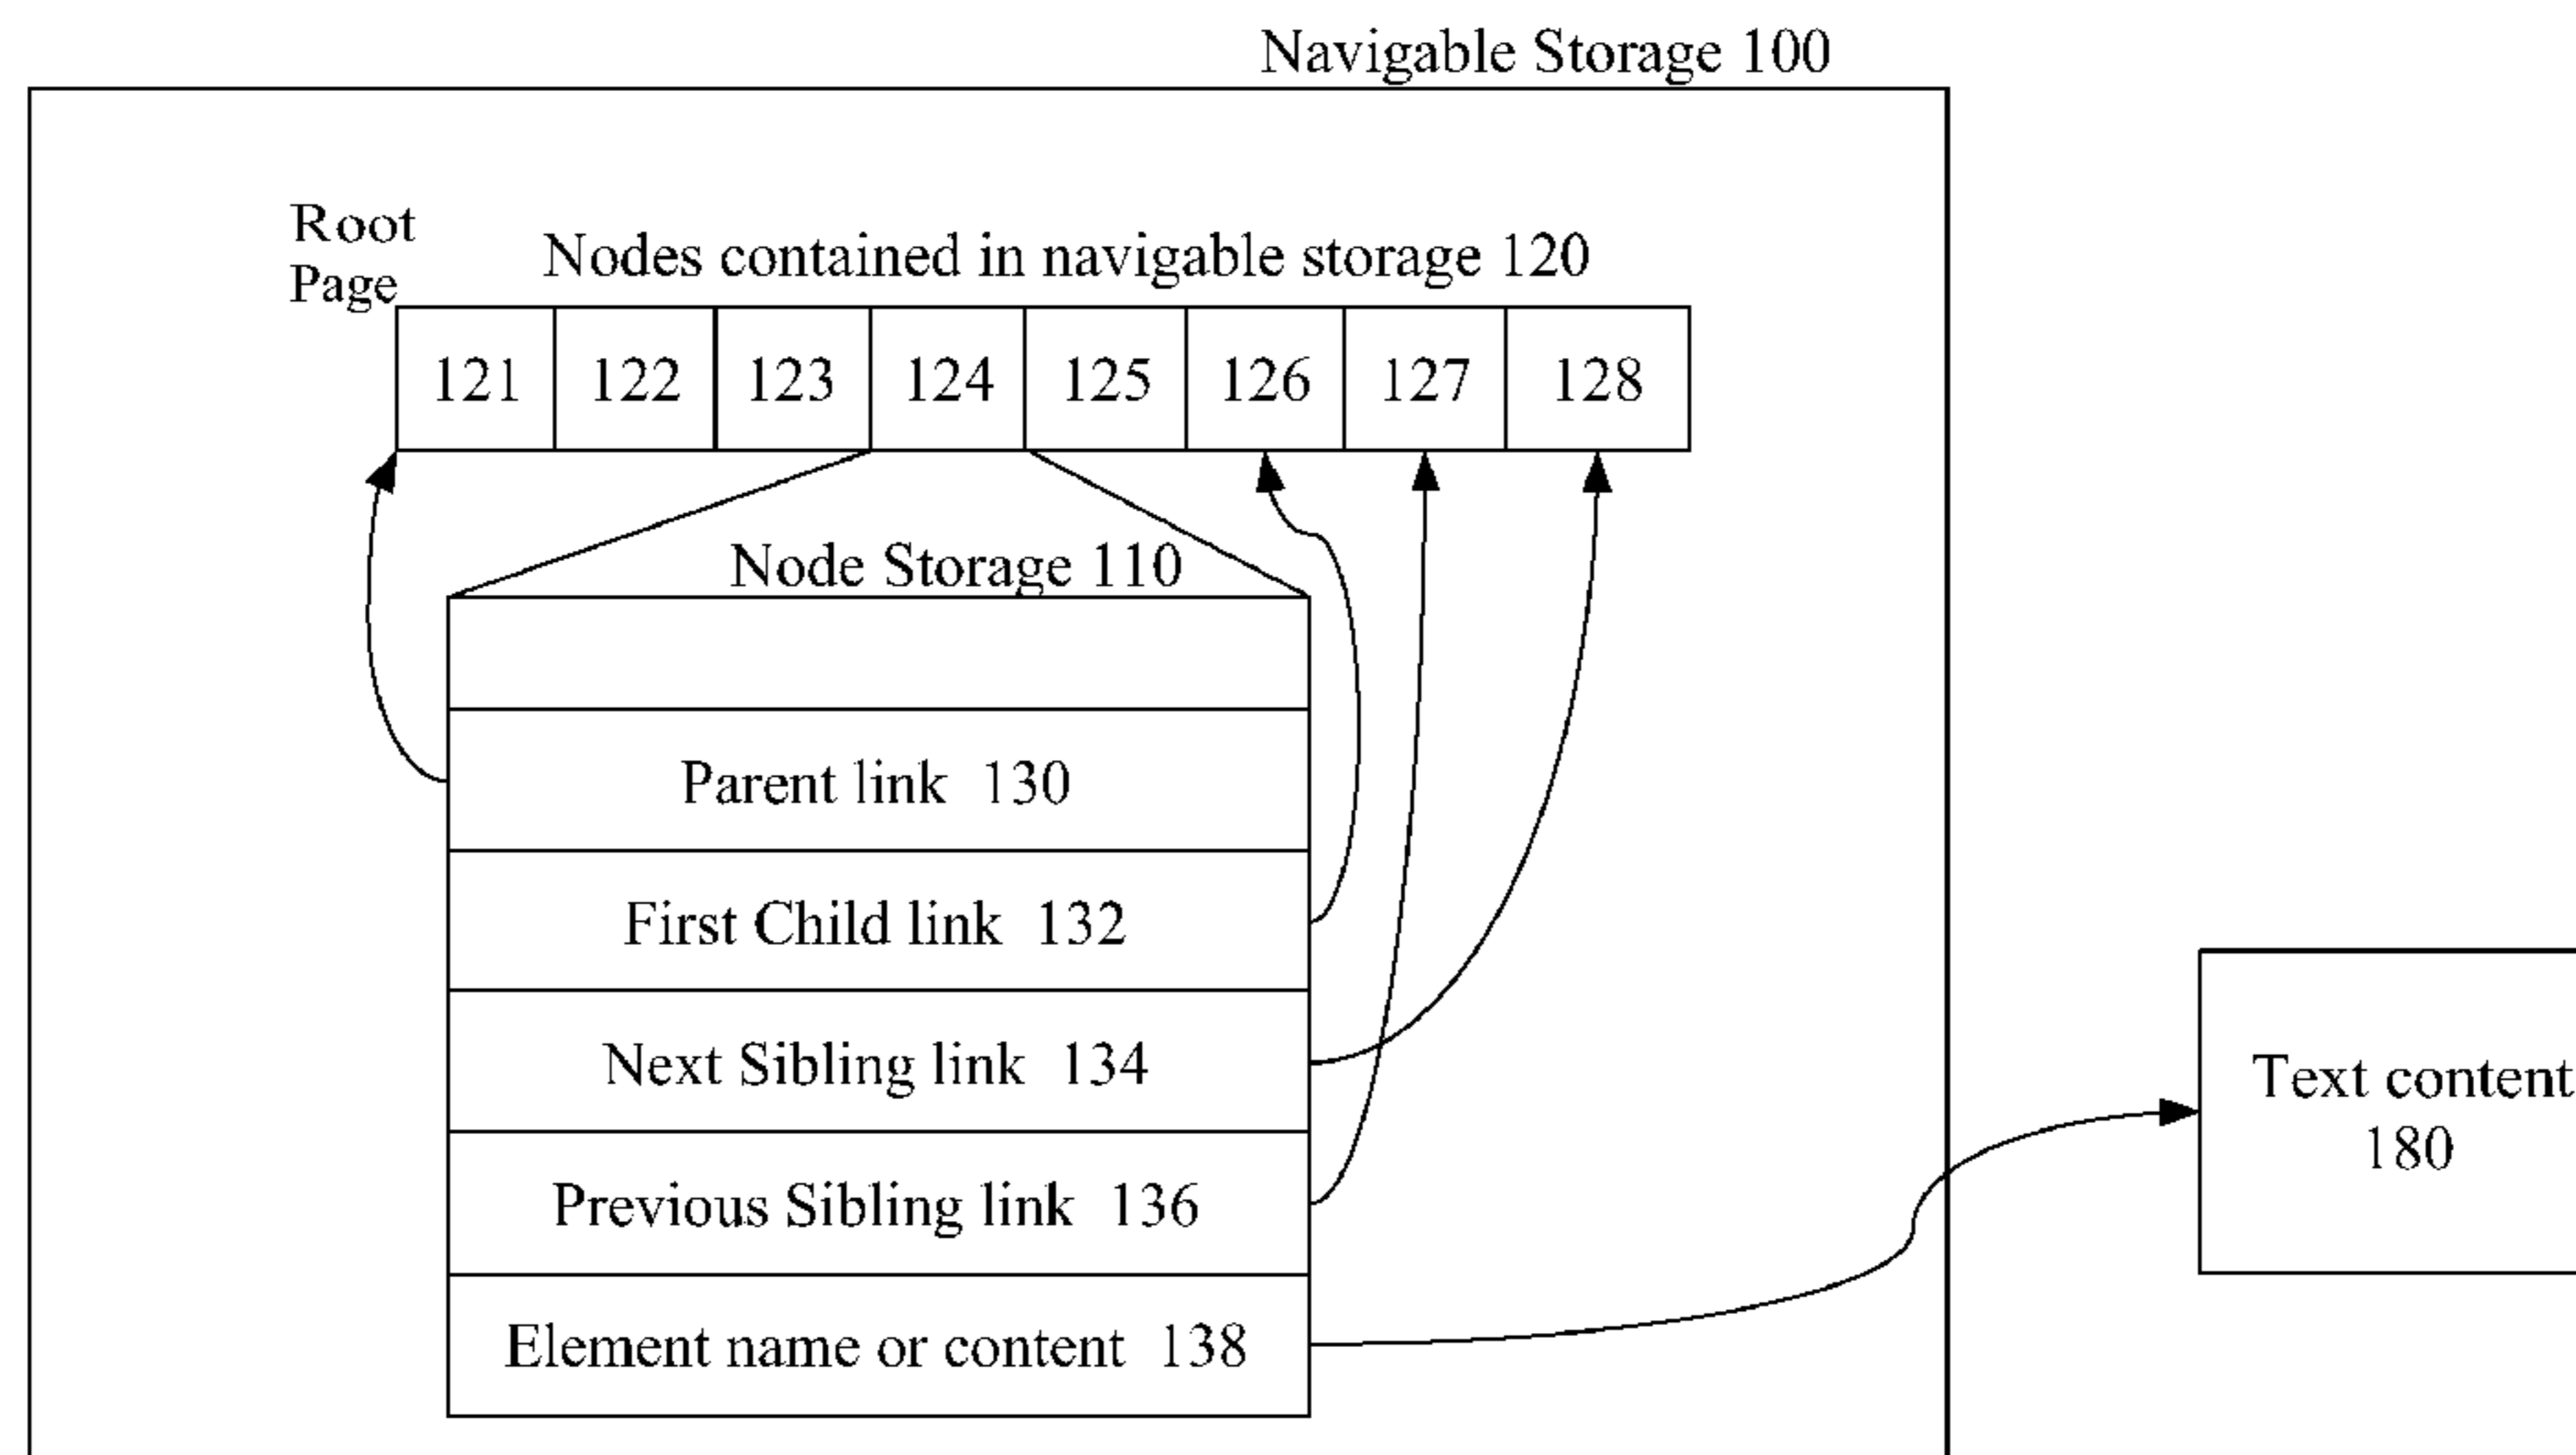 Navigable Storage 100
Root
Page
Nodes contained in navigable storage 120
121 122 123 124 125 126 127 128
Node Storage 110
Parent link 130
First Child link 132
Next Sibling link 134
Previous Sibling link 136
Element name or content 138
Text content
180